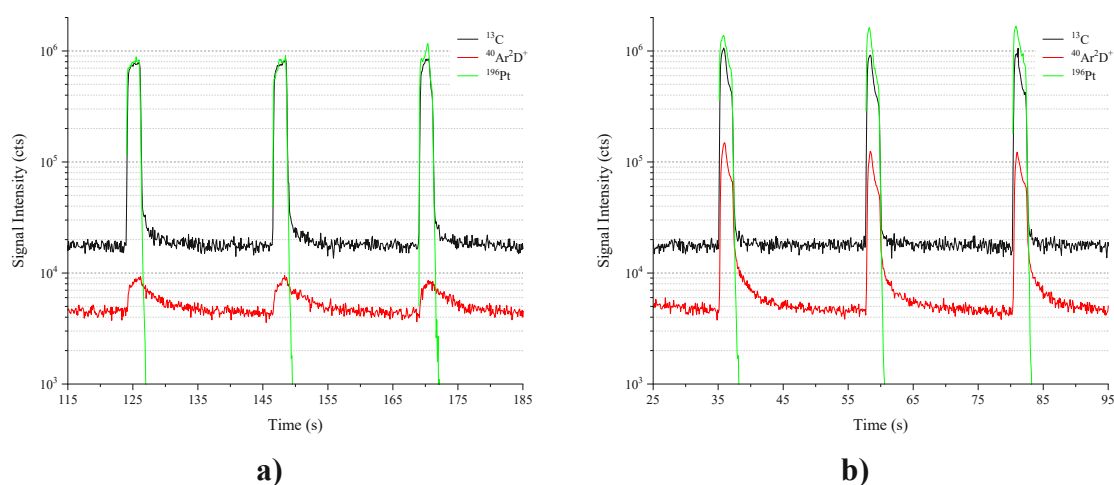 ¹³C
⁴⁰Ar²D⁺
¹⁹⁶Pt
Signal Intensity (cts)
10⁶
10⁵
10⁴
10³
115 125 135 145 155 165 175 185
Time (s)
a)
¹³C
⁴⁰Ar²D⁺
¹⁹⁶Pt
Signal Intensity (cts)
10⁶
10⁵
10⁴
10³
25 35 45 55 65 75 85 95
Time (s)
b)